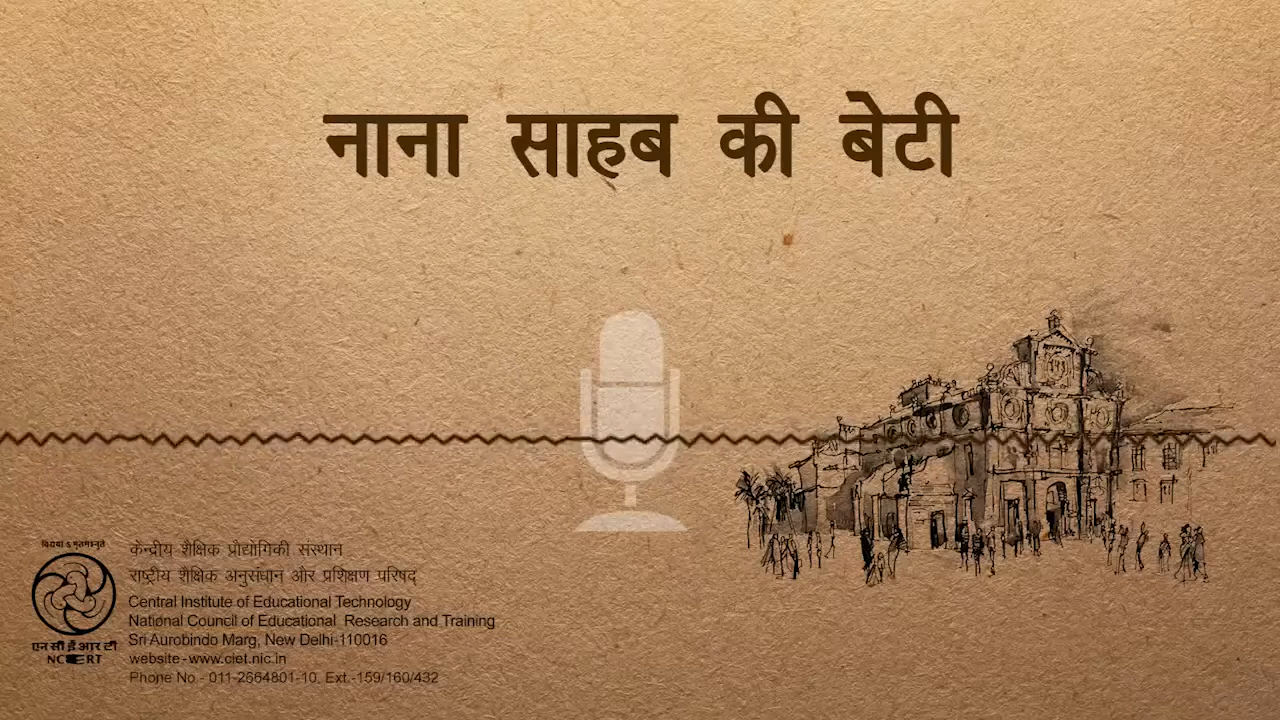 नाना साहब की बेटी
विद्यया ऽ मृतमश्नुते
एन सी ई आर टी
NCERT
केन्द्रीय शैक्षिक प्रौद्योगिकी संस्थान
राष्ट्रीय शैक्षिक अनुसंधान और प्रशिक्षण परिषद्
Central Institute of Educational Technology
National Council of Educational Research and Training
Sri Aurobindo Marg, New Delhi-110016
website - www.ciet.nic.in
Phone No.- 011-2664801-10, Ext.-159/160/432